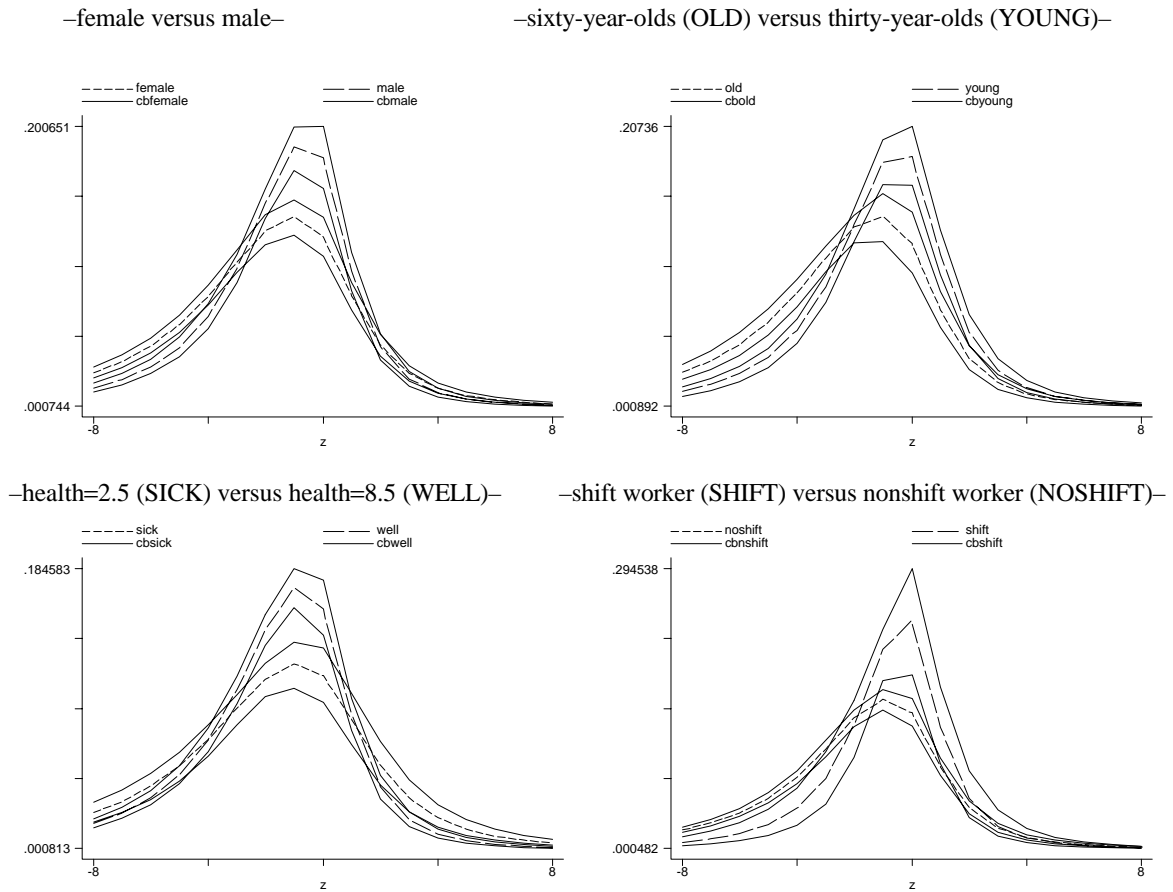 –female versus male–
–sixty-year-olds (OLD) versus thirty-year-olds (YOUNG)–
female male
cbfemale cbmale
.200651
.000744
-8 8
z
old young
cbold cbyoung
.20736
.000892
-8 8
z
–health=2.5 (SICK) versus health=8.5 (WELL)–
–shift worker (SHIFT) versus nonshift worker (NOSHIFT)–
sick well
cbsick cbwell
.184583
.000813
-8 8
z
noshift shift
cbnshift cbshift
.294538
.000482
-8 8
z